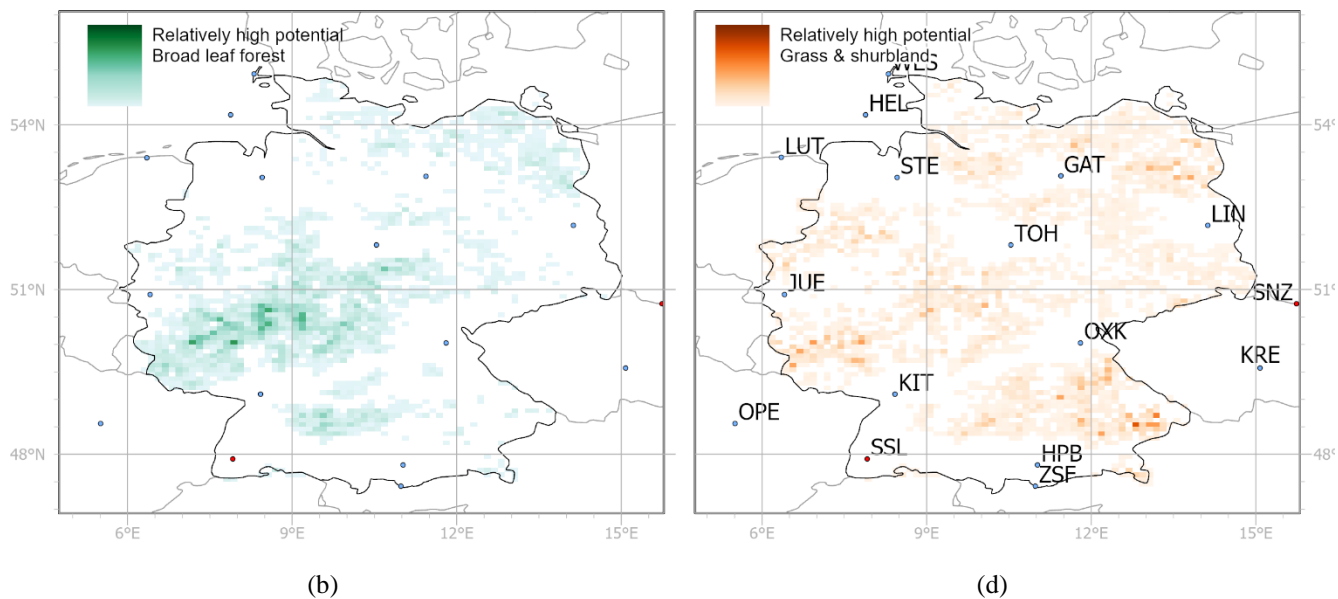 Relatively high potential
Broad leaf forest
54°N
51°N
48°N
6°E
9°E
12°E
15°E
(b)
Relatively high potential
Grass & shurbland
WES
HEL
54°N
LUT
STE
GAT
LIN
TOH
JUE
51°N
SNZ
OXK
KRE
KIT
OPE
SSL
HPB
48°N
ZSF
6°E
9°E
12°E
15°E
(d)